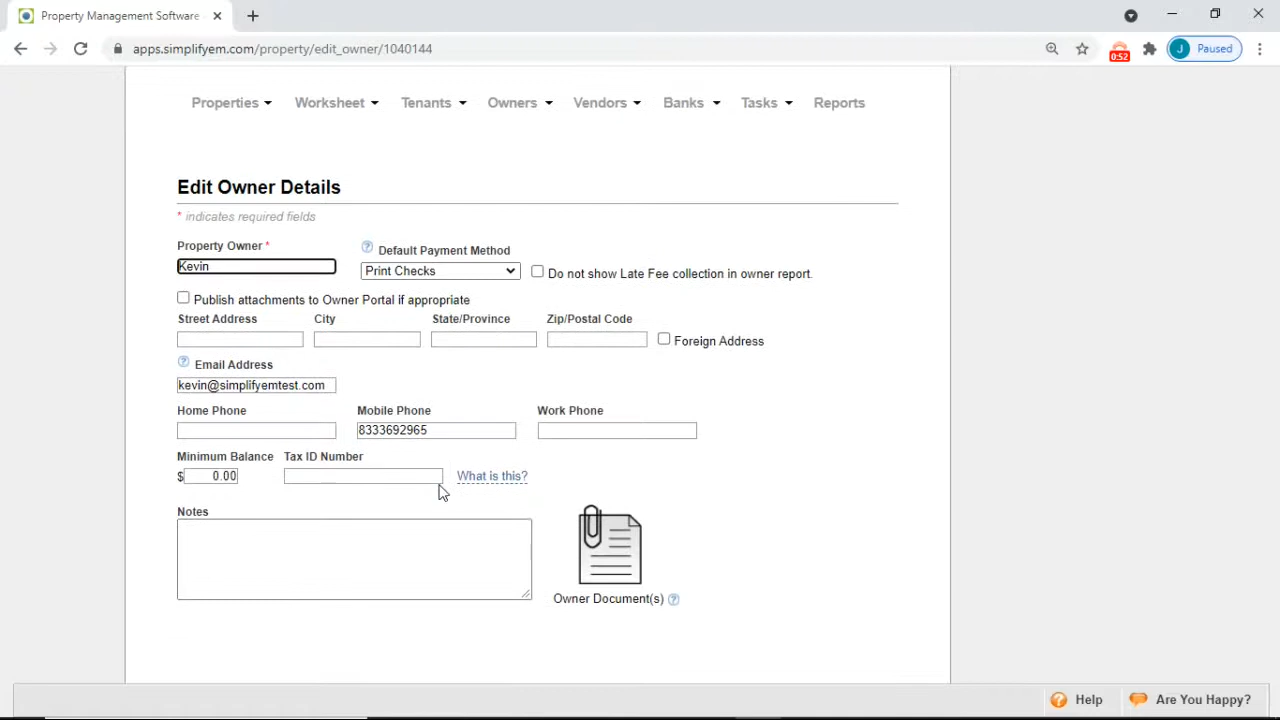 Property Management Software
apps.simplifyem.com/property/edit_owner/1040144
0:52
J Paused
Properties Worksheet Tenants Owners Vendors Banks Tasks Reports
Edit Owner Details
* indicates required fields
Property Owner * ? Default Payment Method
Kevin Print Checks Do not show Late Fee collection in owner report.
Publish attachments to Owner Portal if appropriate
Street Address City State/Province Zip/Postal Code
Foreign Address
? Email Address
kevin@simplifyemtest.com
Home Phone Mobile Phone Work Phone
8333692965
Minimum Balance Tax ID Number
$ 0.00 What is this?
Notes
Owner Document(s) ?
? Help Are You Happy?